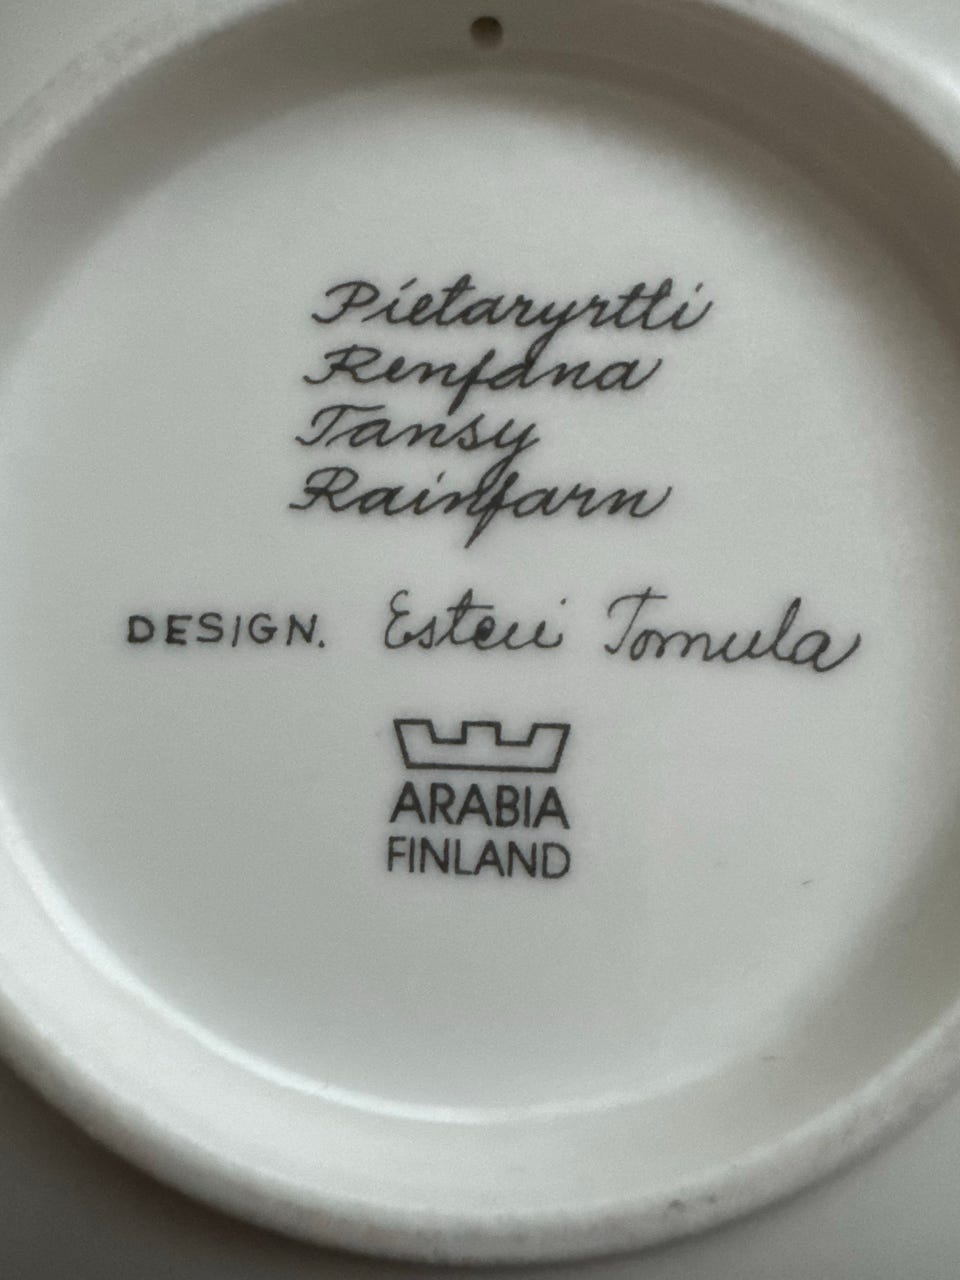 Pietaryrtti
Renfana
Tansy
Rainfarn
DESIGN. Esteri Tomula
ARABIA
FINLAND